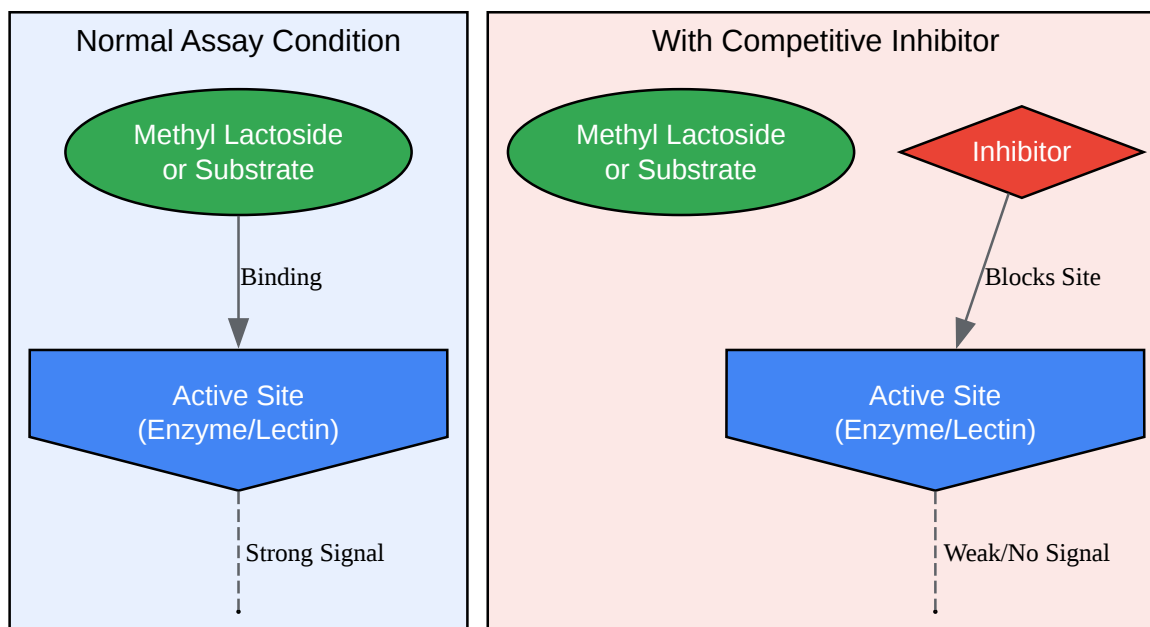 Normal Assay Condition
Methyl Lactoside
or Substrate
Binding
Active Site
(Enzyme/Lectin)
Strong Signal
With Competitive Inhibitor
Methyl Lactoside
or Substrate
Inhibitor
Blocks Site
Active Site
(Enzyme/Lectin)
Weak/No Signal